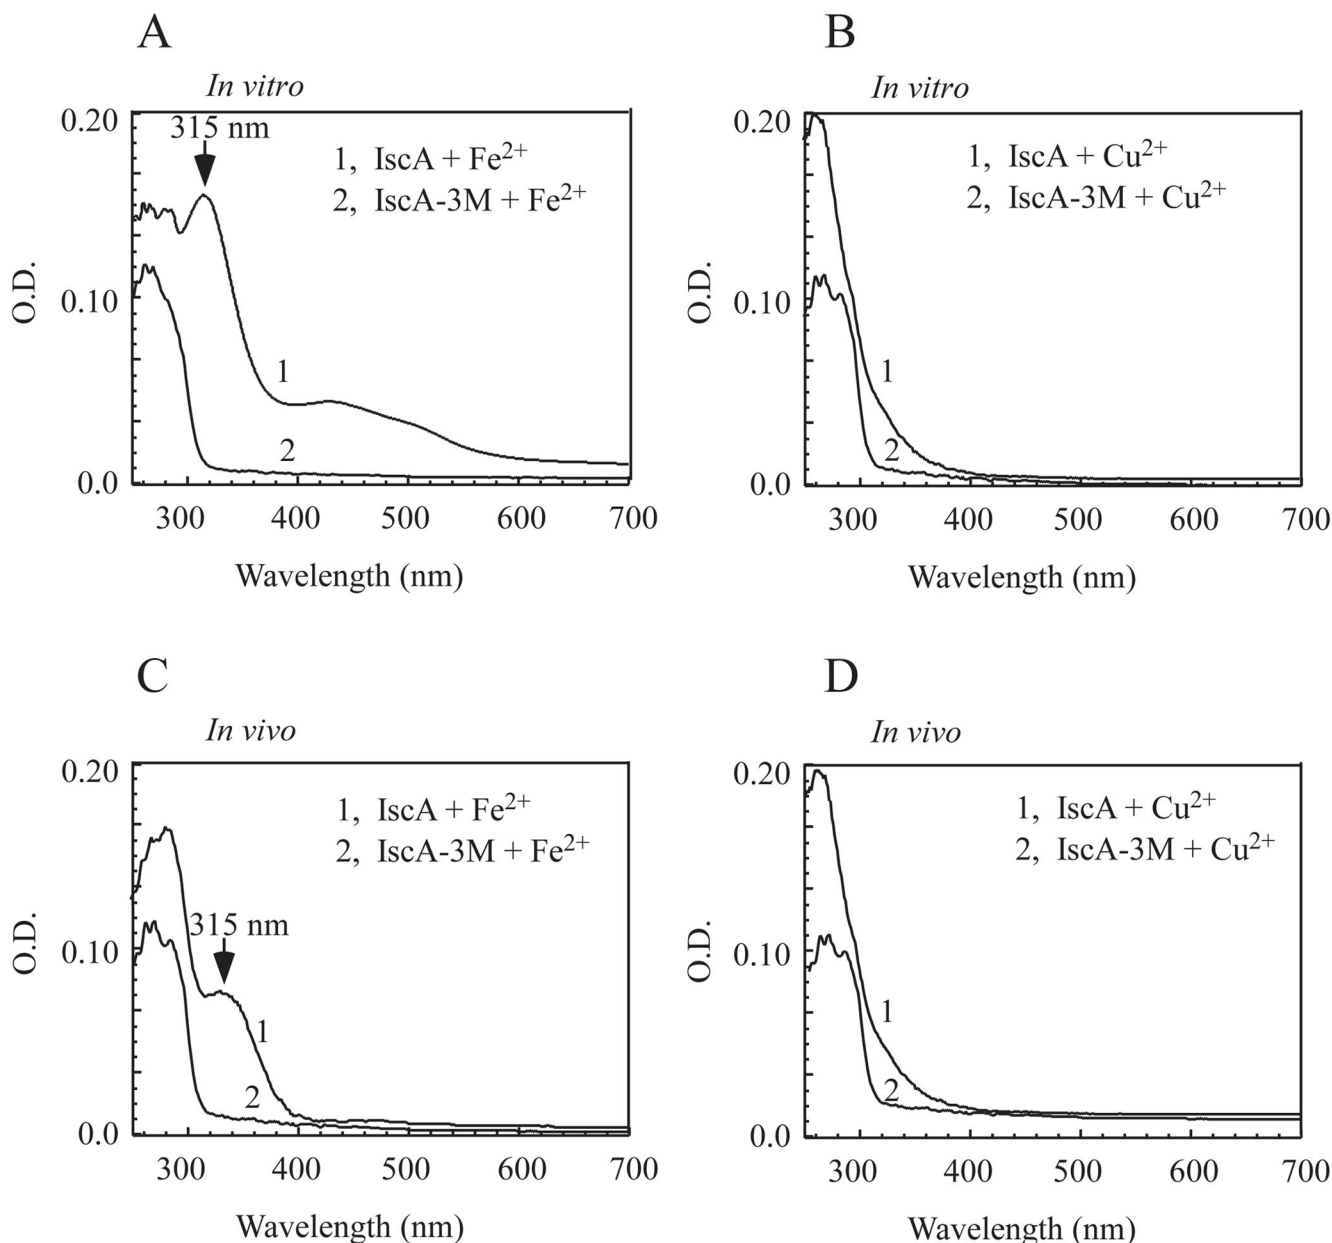 A
In vitro
0.20
315 nm
1, IscA + Fe²⁺
2, IscA-3M + Fe²⁺
O.D.
0.10
1
2
0.0
300 400 500 600 700
Wavelength (nm)
B
In vitro
0.20
1, IscA + Cu²⁺
2, IscA-3M + Cu²⁺
O.D.
0.10
1
2
0.0
300 400 500 600 700
Wavelength (nm)
C
In vivo
0.20
1, IscA + Fe²⁺
2, IscA-3M + Fe²⁺
315 nm
O.D.
0.10
1
2
0.0
300 400 500 600 700
Wavelength (nm)
D
In vivo
0.20
1, IscA + Cu²⁺
2, IscA-3M + Cu²⁺
O.D.
0.10
1
2
0.0
300 400 500 600 700
Wavelength (nm)